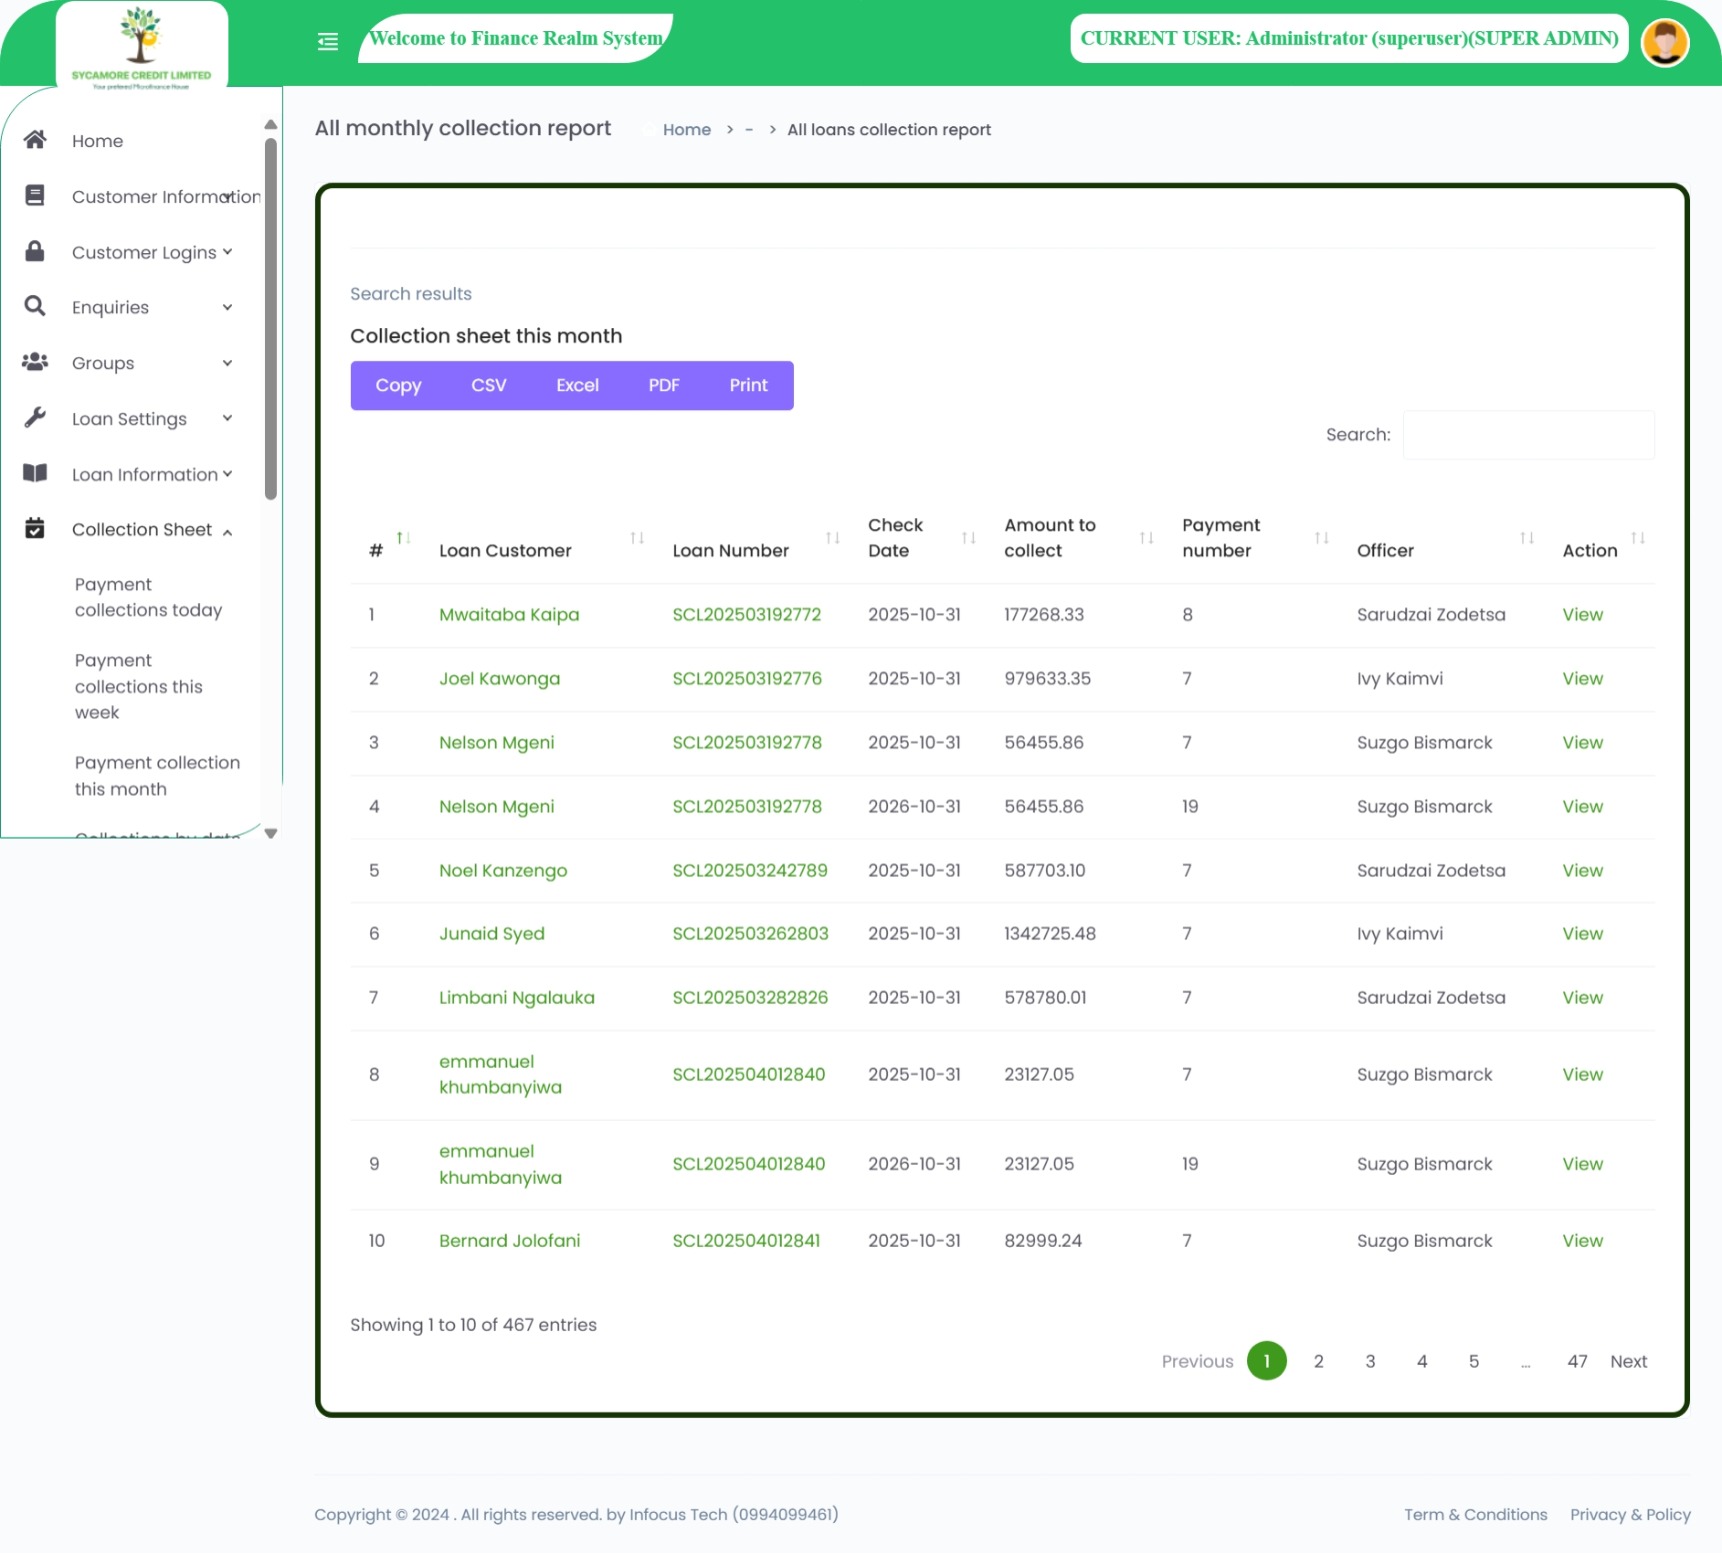 SYCAMORE CREDIT LIMITED
Your prefered Microfinance House
Welcome to Finance Realm System
CURRENT USER: Administrator (superuser)(SUPER ADMIN)
Home
Customer Information
Customer Logins
Enquiries
Groups
Loan Settings
Loan Information
Collection Sheet
Payment
collections today
Payment
collections this
week
Payment collection
this month
Collections by date
All monthly collection report
Home > - > All loans collection report
Search results
Collection sheet this month
Copy CSV Excel PDF Print
Search:
# Loan Customer Loan Number Check Date Amount to collect Payment number Officer Action
1 Mwaitaba Kaipa SCL202503192772 2025-10-31 177268.33 8 Sarudzai Zodetsa View
2 Joel Kawonga SCL202503192776 2025-10-31 979633.35 7 Ivy Kaimvi View
3 Nelson Mgeni SCL202503192778 2025-10-31 56455.86 7 Suzgo Bismarck View
4 Nelson Mgeni SCL202503192778 2026-10-31 56455.86 19 Suzgo Bismarck View
5 Noel Kanzengo SCL202503242789 2025-10-31 587703.10 7 Sarudzai Zodetsa View
6 Junaid Syed SCL202503262803 2025-10-31 1342725.48 7 Ivy Kaimvi View
7 Limbani Ngalauka SCL202503282826 2025-10-31 578780.01 7 Sarudzai Zodetsa View
8 emmanuel khumbanyiwa SCL202504012840 2025-10-31 23127.05 7 Suzgo Bismarck View
9 emmanuel khumbanyiwa SCL202504012840 2026-10-31 23127.05 19 Suzgo Bismarck View
10 Bernard Jolofani SCL202504012841 2025-10-31 82999.24 7 Suzgo Bismarck View
Showing 1 to 10 of 467 entries
Previous 1 2 3 4 5 … 47 Next
Copyright © 2024 . All rights reserved. by Infocus Tech (0994099461)
Term & Conditions Privacy & Policy